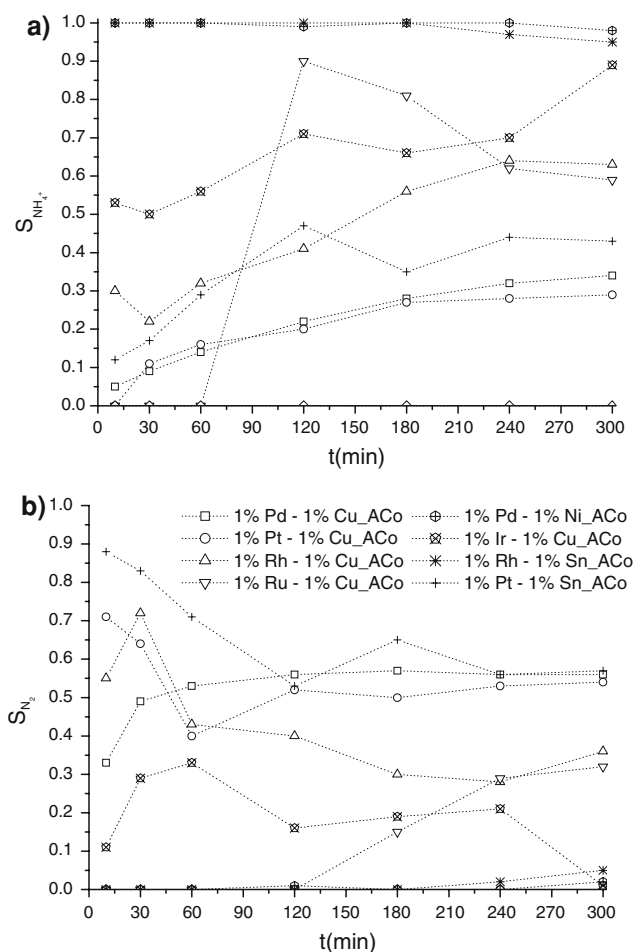 a)
1.0
0.9
0.8
0.7
0.6
0.5
0.4
0.3
0.2
0.1
0.0
S_NH₄⁺
0 30 60 90 120 150 180 210 240 270 300
t(min)
b)
1.0
0.9
0.8
0.7
0.6
0.5
0.4
0.3
0.2
0.1
0.0
S_N₂
1% Pd - 1% Cu_ACo
1% Pt - 1% Cu_ACo
1% Rh - 1% Cu_ACo
1% Ru - 1% Cu_ACo
1% Pd - 1% Ni_ACo
1% Ir - 1% Cu_ACo
1% Rh - 1% Sn_ACo
1% Pt - 1% Sn_ACo
0 30 60 90 120 150 180 210 240 270 300
t(min)